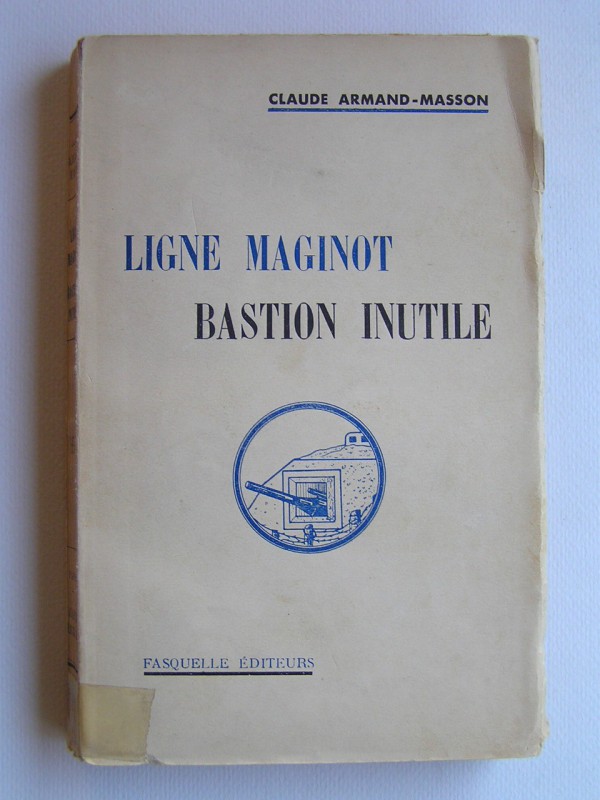 CLAUDE ARMAND-MASSON
LIGNE MAGINOT
BASTION INUTILE
FASQUELLE ÉDITEURS